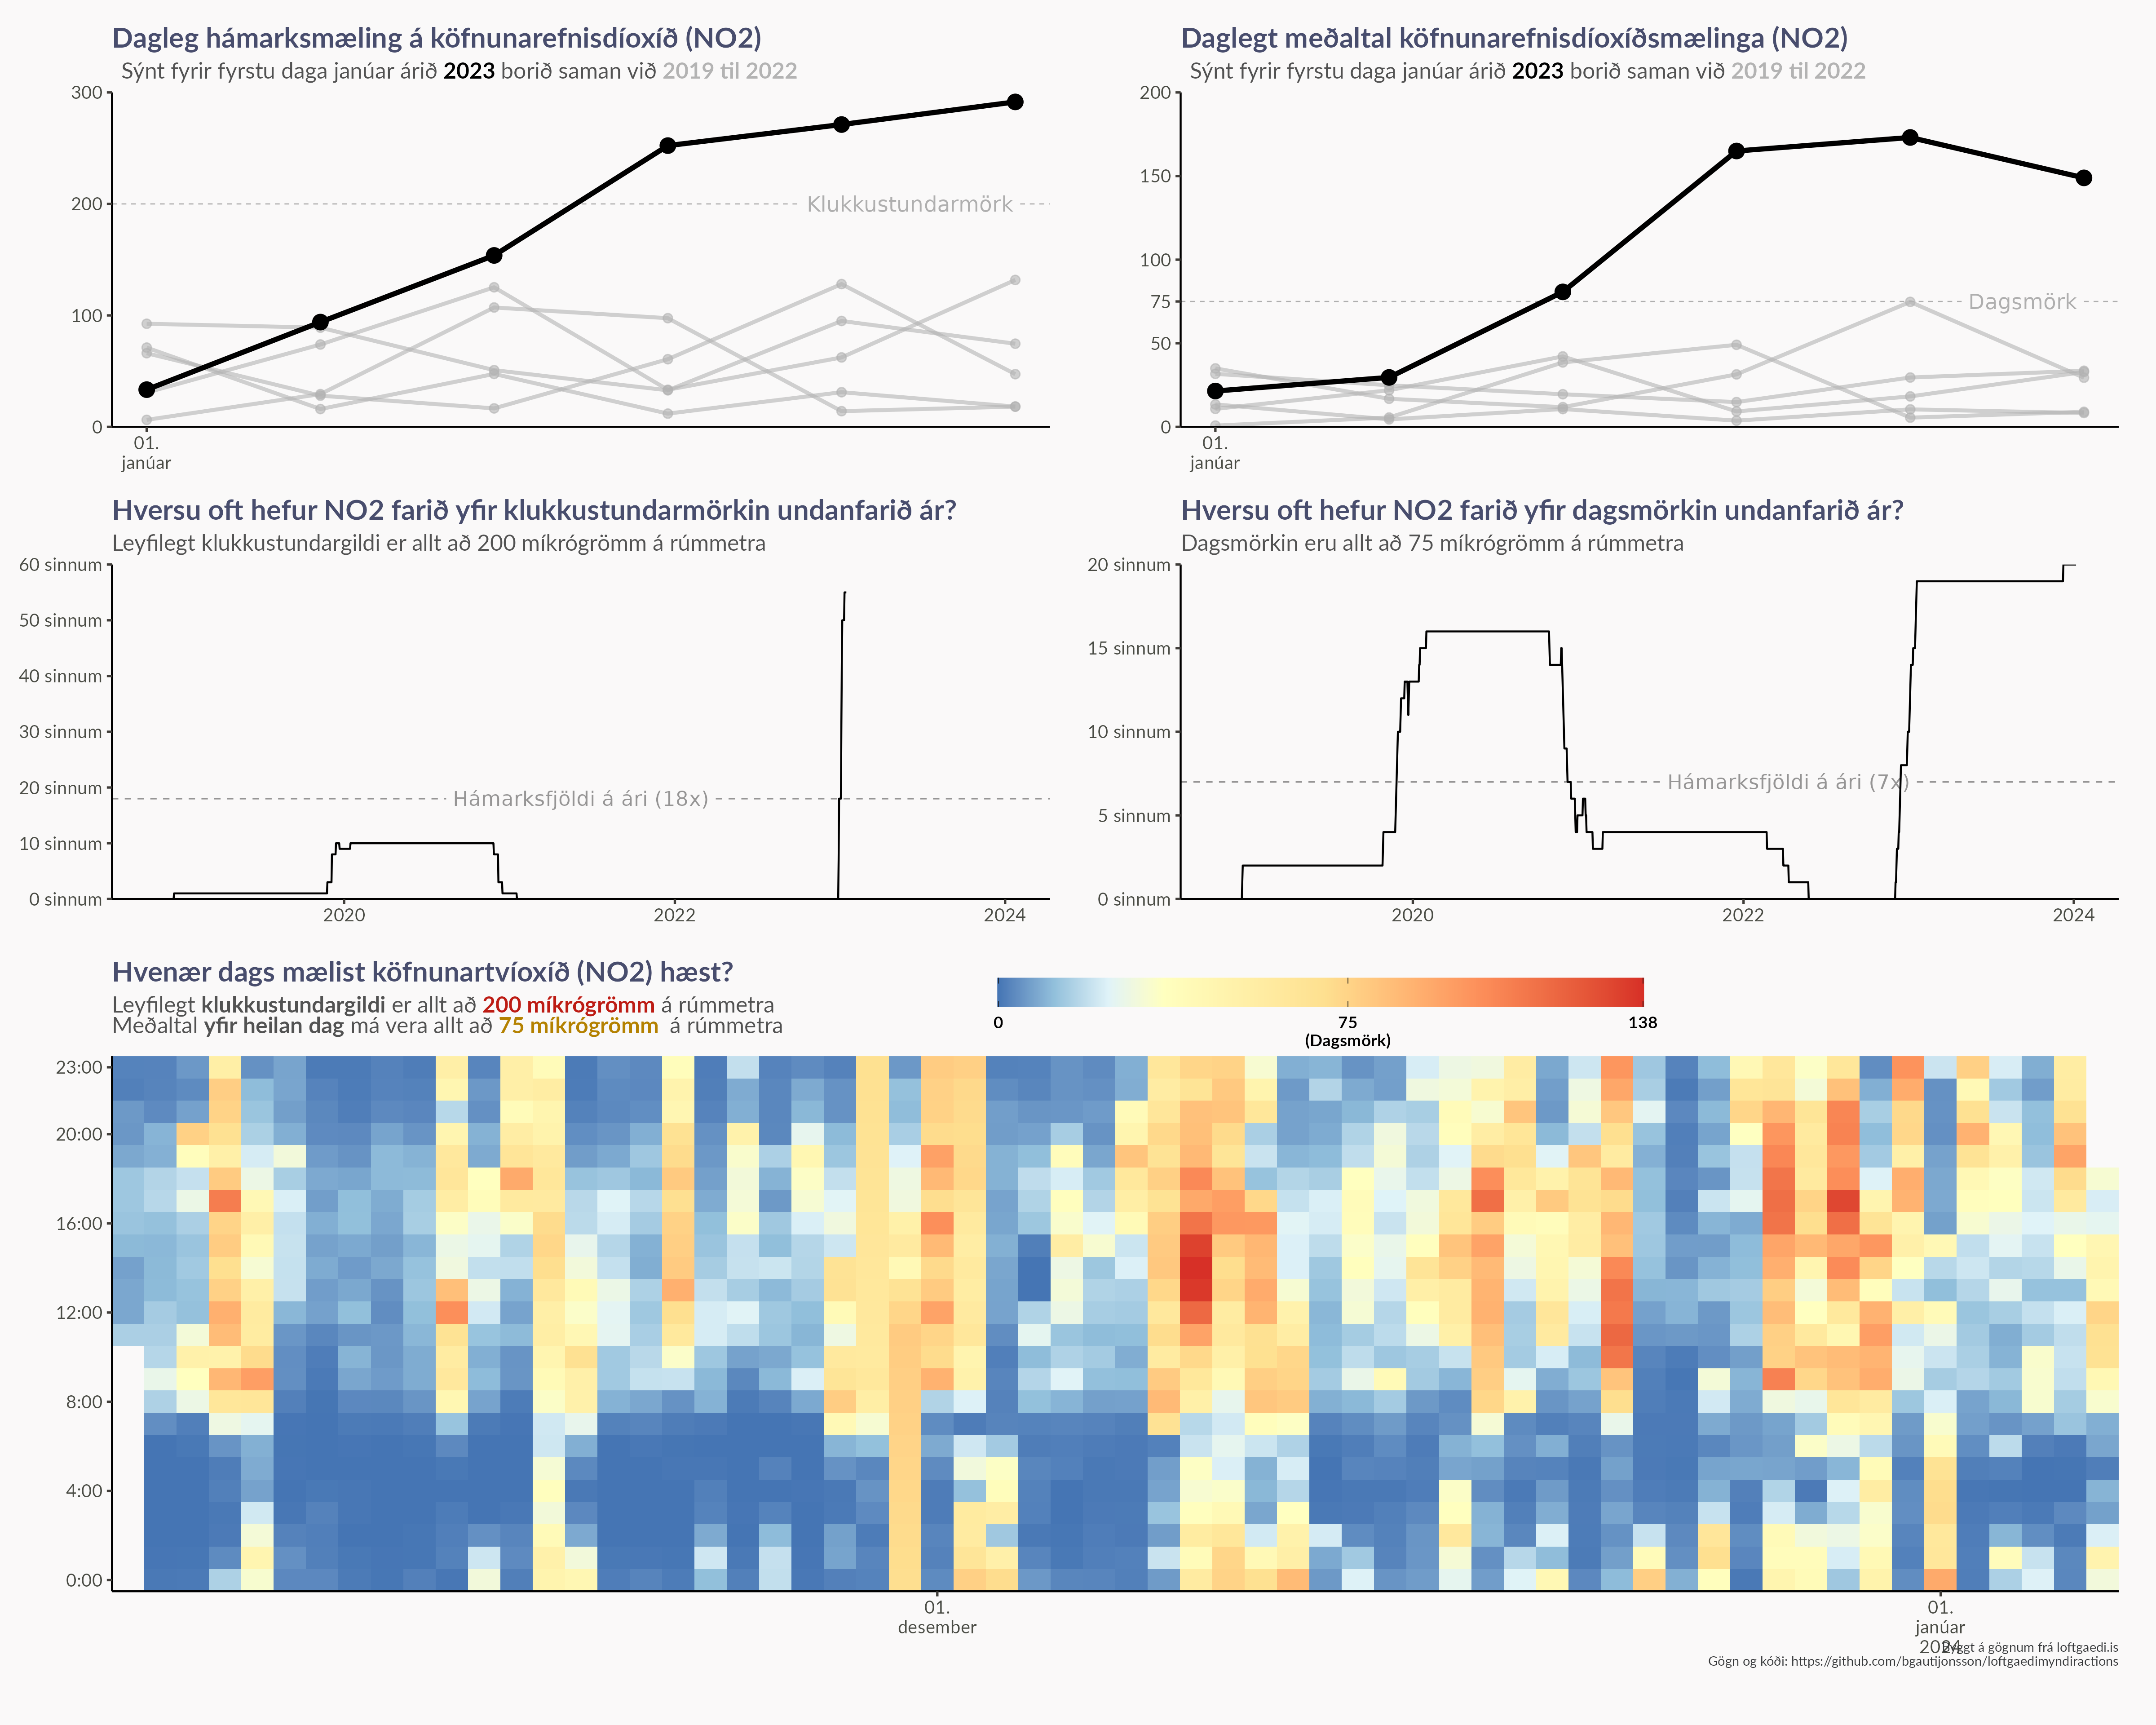 Dagleg hámarksmæling á köfnunarefnisdíoxíð (NO2)
Sýnt fyrir fyrstu daga janúar árið 2023 borið saman við 2019 til 2022
300
200
100
0
Klukkustundarmörk
01.
janúar
Daglegt meðaltal köfnunarefnisdíoxíðsmælinga (NO2)
Sýnt fyrir fyrstu daga janúar árið 2023 borið saman við 2019 til 2022
200
150
100
75
50
0
Dagsmörk
01.
janúar
Hversu oft hefur NO2 farið yfir klukkustundarmörkin undanfarið ár?
Leyfilegt klukkustundargildi er allt að 200 míkrógrömm á rúmmetra
60 sinnum
50 sinnum
40 sinnum
30 sinnum
20 sinnum
10 sinnum
0 sinnum
Hámarksfjöldi á ári (18x)
2020
2022
2024
Hversu oft hefur NO2 farið yfir dagsmörkin undanfarið ár?
Dagsmörkin eru allt að 75 míkrógrömm á rúmmetra
20 sinnum
15 sinnum
10 sinnum
5 sinnum
0 sinnum
Hámarksfjöldi á ári (7x)
2020
2022
2024
Hvenær dags mælist köfnunartvíoxíð (NO2) hæst?
Leyfilegt klukkustundargildi er allt að 200 míkrógrömm á rúmmetra
Meðaltal yfir heilan dag má vera allt að 75 míkrógrömm á rúmmetra
0
75
(Dagsmörk)
138
23:00
20:00
16:00
12:00
8:00
4:00
0:00
01.
desember
01.
janúar
2024
Byggt á gögnum frá loftgaedi.is
Gögn og kóði: https://github.com/bgautijonsson/loftgaedimyndiractions